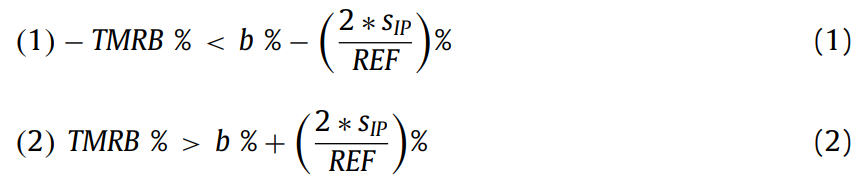 (1) − TMRB % < b % − (2 * s_IP / REF)% (1)
(2) TMRB % > b % + (2 * s_IP / REF)% (2)